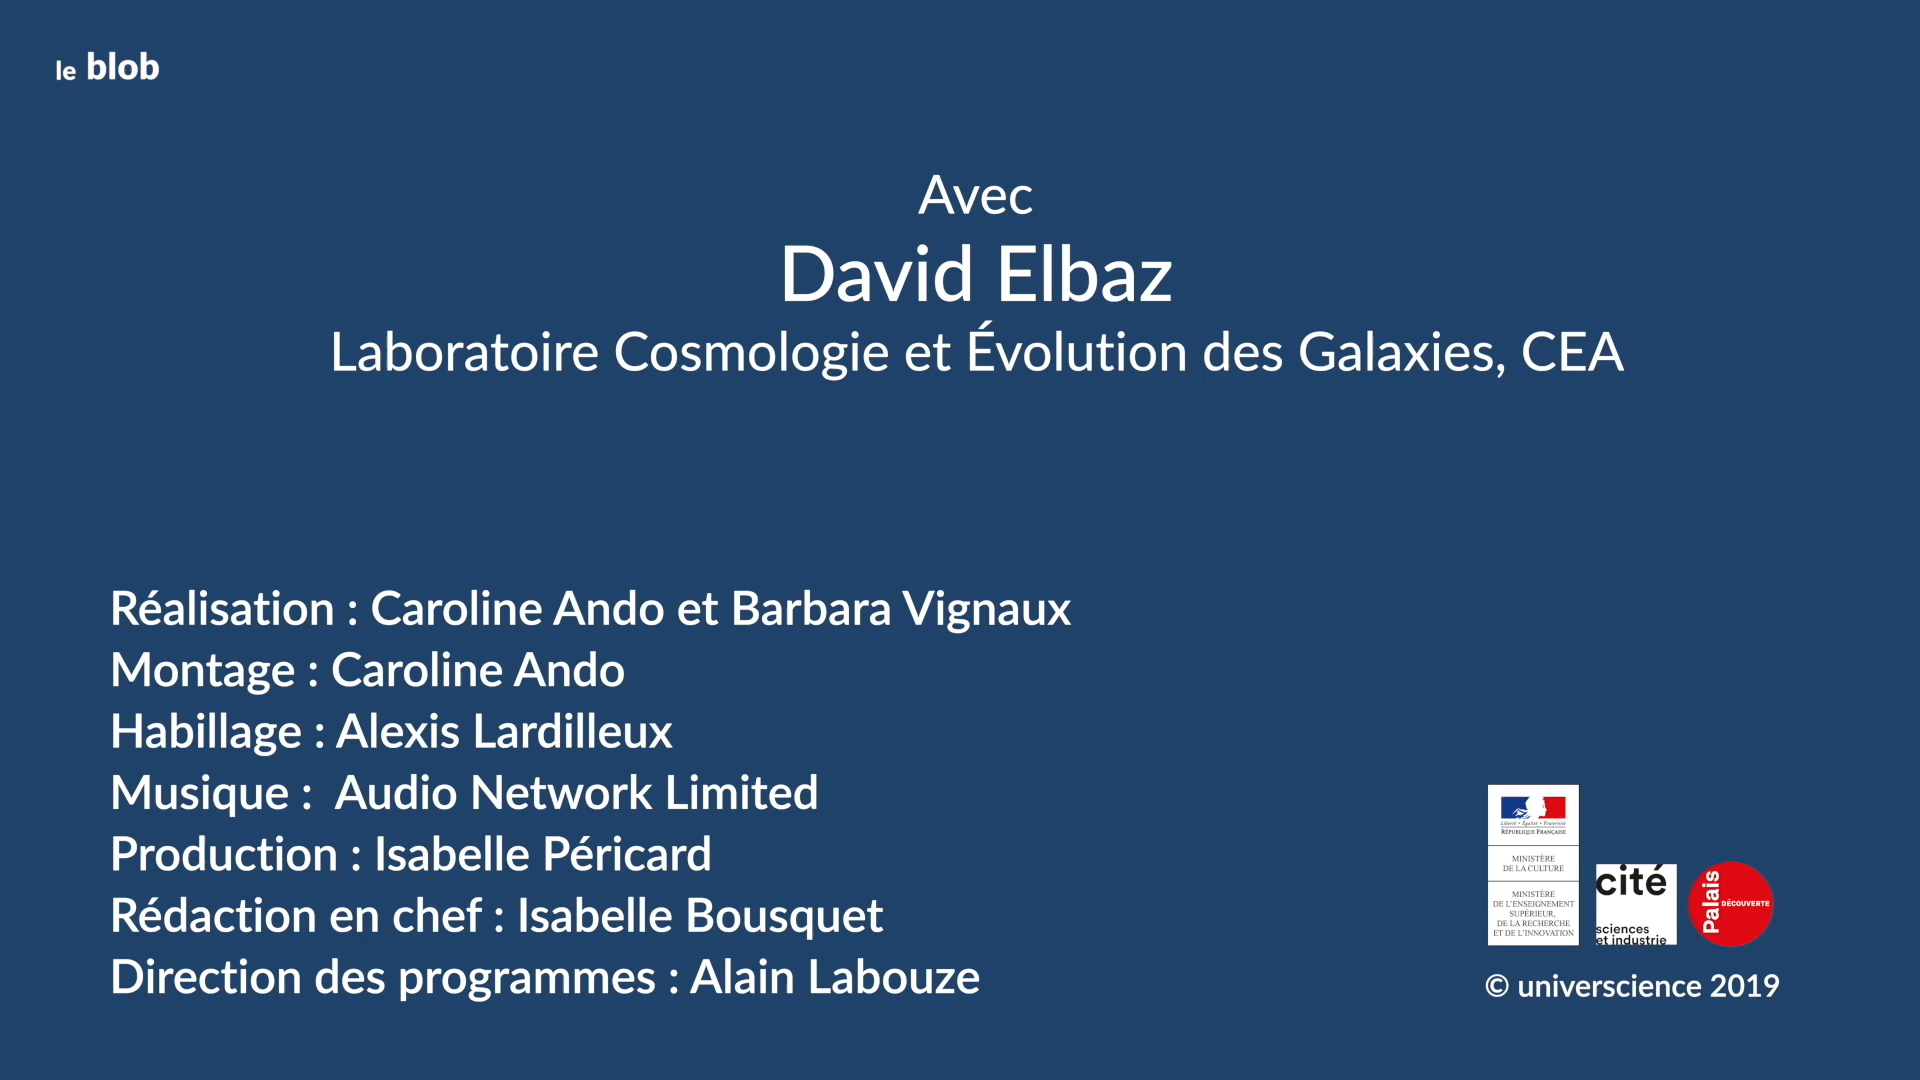 le blob
Avec
David Elbaz
Laboratoire Cosmologie et Évolution des Galaxies, CEA
Réalisation : Caroline Ando et Barbara Vignaux
Montage : Caroline Ando
Habillage : Alexis Lardilleux
Musique :  Audio Network Limited
Production : Isabelle Péricard
Rédaction en chef : Isabelle Bousquet
Direction des programmes : Alain Labouze
Liberté • Égalité • Fraternité
RÉPUBLIQUE FRANÇAISE
MINISTÈRE
DE LA CULTURE
MINISTÈRE
DE L'ENSEIGNEMENT
SUPÉRIEUR,
DE LA RECHERCHE
ET DE L'INNOVATION
cité
sciences
et industrie
Palais
DÉCOUVERTE
© universcience 2019